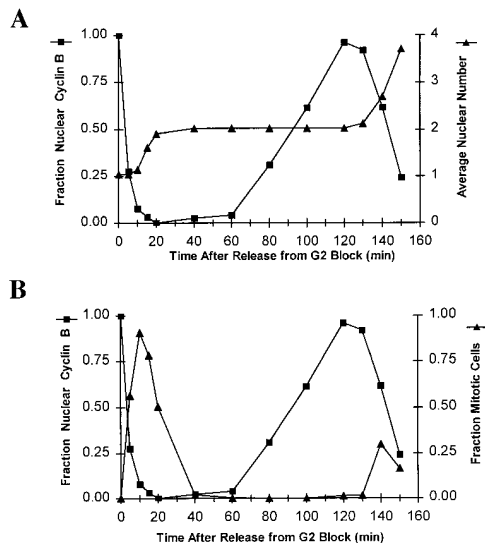 A
Fraction Nuclear Cyclin B
1.00
0.75
0.50
0.25
0.00
4
3
2
1
0
Average Nuclear Number
0 20 40 60 80 100 120 140 160
Time After Release from G2 Block (min)
B
Fraction Nuclear Cyclin B
1.00
0.75
0.50
0.25
0.00
1.00
0.75
0.50
0.25
0.00
Fraction Mitotic Cells
0 20 40 60 80 100 120 140 160
Time After Release from G2 Block (min)